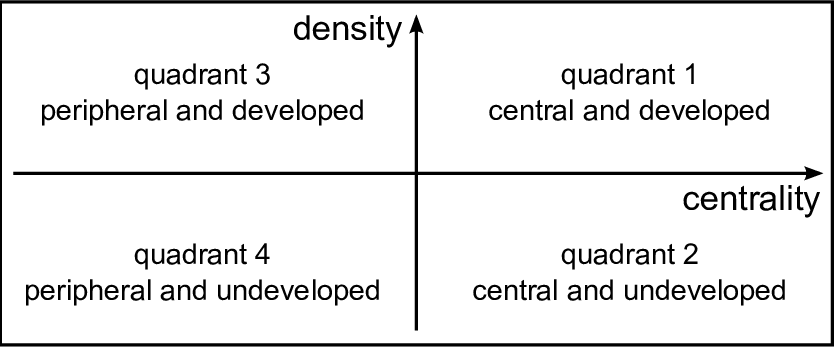 density
quadrant 3
peripheral and developed
quadrant 1
central and developed
centrality
quadrant 4
peripheral and undeveloped
quadrant 2
central and undeveloped